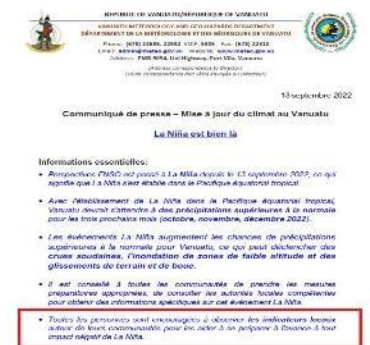 REPUBLIC OF VANUATU/RÉPUBLIQUE DE VANUATU
VANUATU METEOROLOGY AND GEO-HAZARDS DEPARTMENT
DÉPARTEMENT DE LA MÉTÉOROLOGIE ET DES GÉORISQUES DE VANUATU
13 septembre 2022
Communiqué de presse – Mise à jour du climat au Vanuatu
La Niña est bien là
Informations essentielles:
• Perspectives ENSO est passé à La Niña depuis le 13 septembre 2022, ce qui
signifie que La Niña s'est établie dans le Pacifique équatorial tropical.
• Avec l'établissement de La Niña dans le Pacifique équatorial tropical,
Vanuatu devrait s'attendre à des précipitations supérieures à la normale
pour les trois prochains mois (octobre, novembre, décembre 2022).
• Les événements La Niña augmentent les chances de précipitations
supérieures à la normale pour Vanuatu, ce qui peut déclencher des
crues soudaines, l'inondation de zones de faible altitude et des
glissements de terrain et de boue.
• Il est conseillé à toutes les communautés de prendre les mesures
préparatoires appropriées, de consulter les autorités locales compétentes
pour obtenir des informations spécifiques sur cet événement La Niña.
• Toutes les personnes sont encouragées à observer les indicateurs locaux
autour de leurs communautés pour les aider à se préparer à l'avance à tout
impact négatif de La Niña.